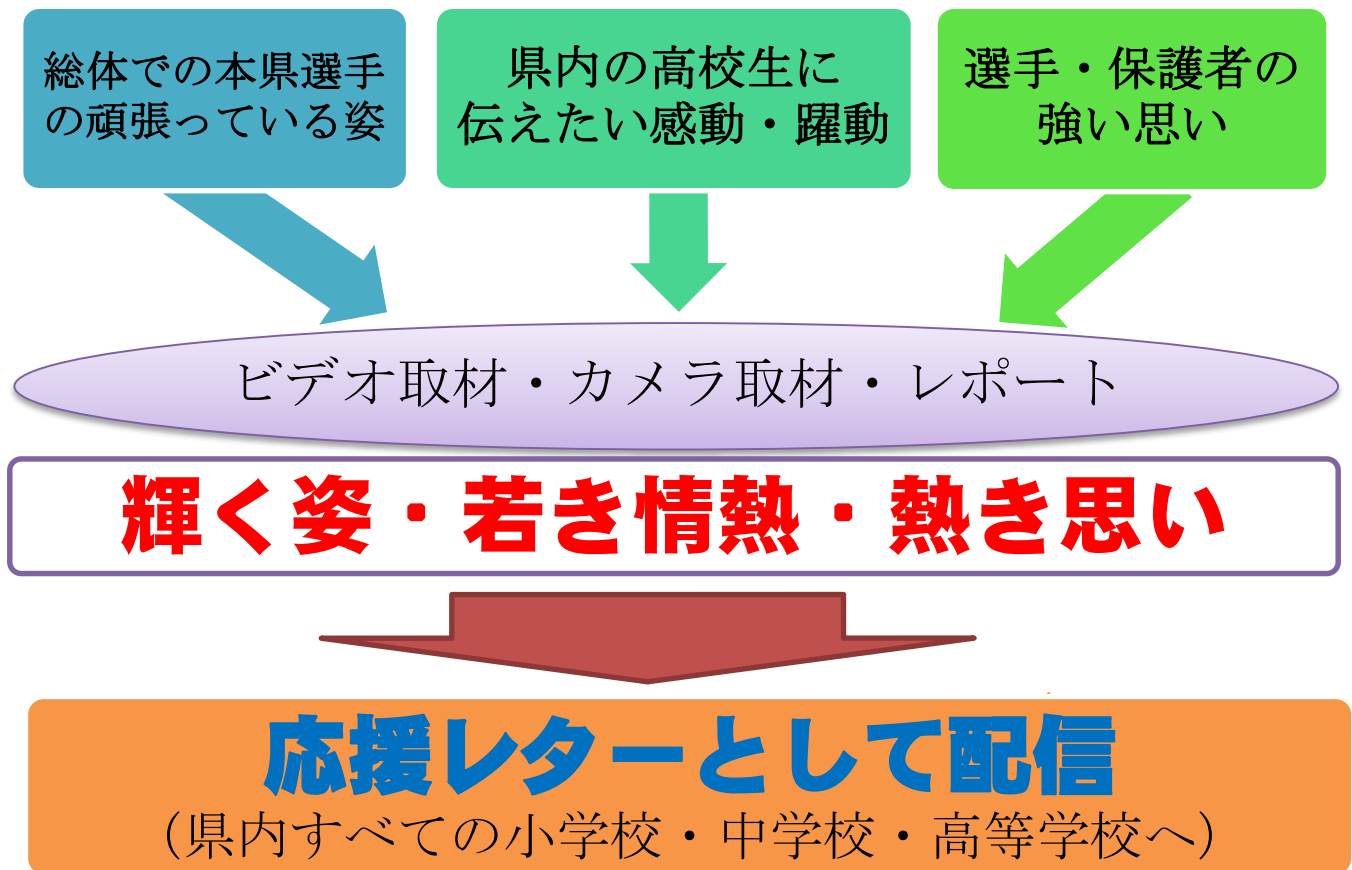 総体での本県選手
の頑張っている姿
県内の高校生に
伝えたい感動・躍動
選手・保護者の
強い思い
ビデオ取材・カメラ取材・レポート
輝く姿・若き情熱・熱き思い
応援レターとして配信
（県内すべての小学校・中学校・高等学校へ）